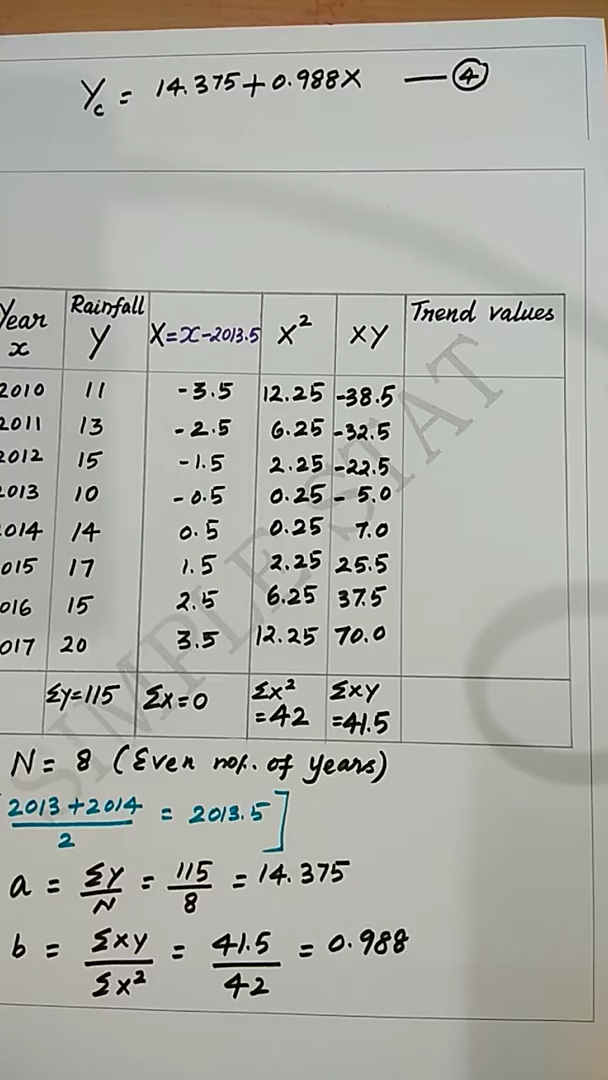 Yc = 14.375+0.988X —④
Year x Rainfall Y X=x-2013.5 X² XY Trend values
2010 11 -3.5 12.25 -38.5
2011 13 -2.5 6.25 -32.5
2012 15 -1.5 2.25 -22.5
2013 10 -0.5 0.25 -5.0
2014 14 0.5 0.25 7.0
015 17 1.5 2.25 25.5
016 15 2.5 6.25 37.5
017 20 3.5 12.25 70.0
ΣY=115 ΣX=0 Σx² =42 ΣXY =41.5
N = 8 (Even no/. of years)
2013+2014/2 = 2013.5]
a = ΣY/N = 115/8 = 14.375
b = ΣXY/Σx² = 41.5/42 = 0.988
SIMPLE STAT